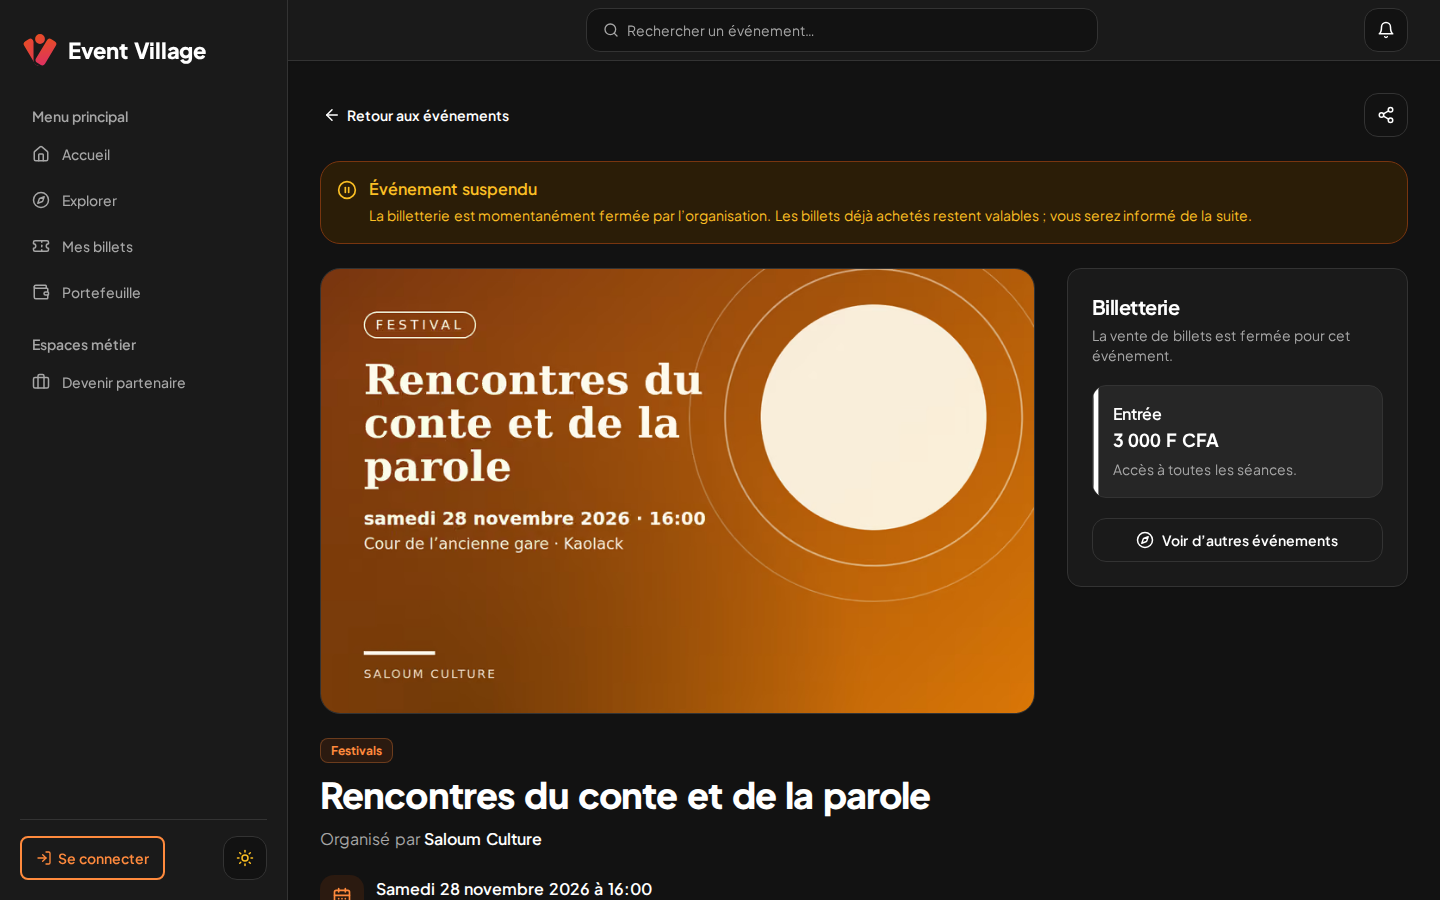 Event Village
Rechercher un événement…
Menu principal
Accueil
Explorer
Mes billets
Portefeuille
Espaces métier
Devenir partenaire
Se connecter
Retour aux événements
Événement suspendu
La billetterie est momentanément fermée par l’organisation. Les billets déjà achetés restent valables ; vous serez informé de la suite.
FESTIVAL
Rencontres du
conte et de la
parole
samedi 28 novembre 2026 · 16:00
Cour de l’ancienne gare · Kaolack
SALOUM CULTURE
Billetterie
La vente de billets est fermée pour cet
événement.
Entrée
3 000 F CFA
Accès à toutes les séances.
Voir d’autres événements
Festivals
Rencontres du conte et de la parole
Organisé par Saloum Culture
Samedi 28 novembre 2026 à 16:00